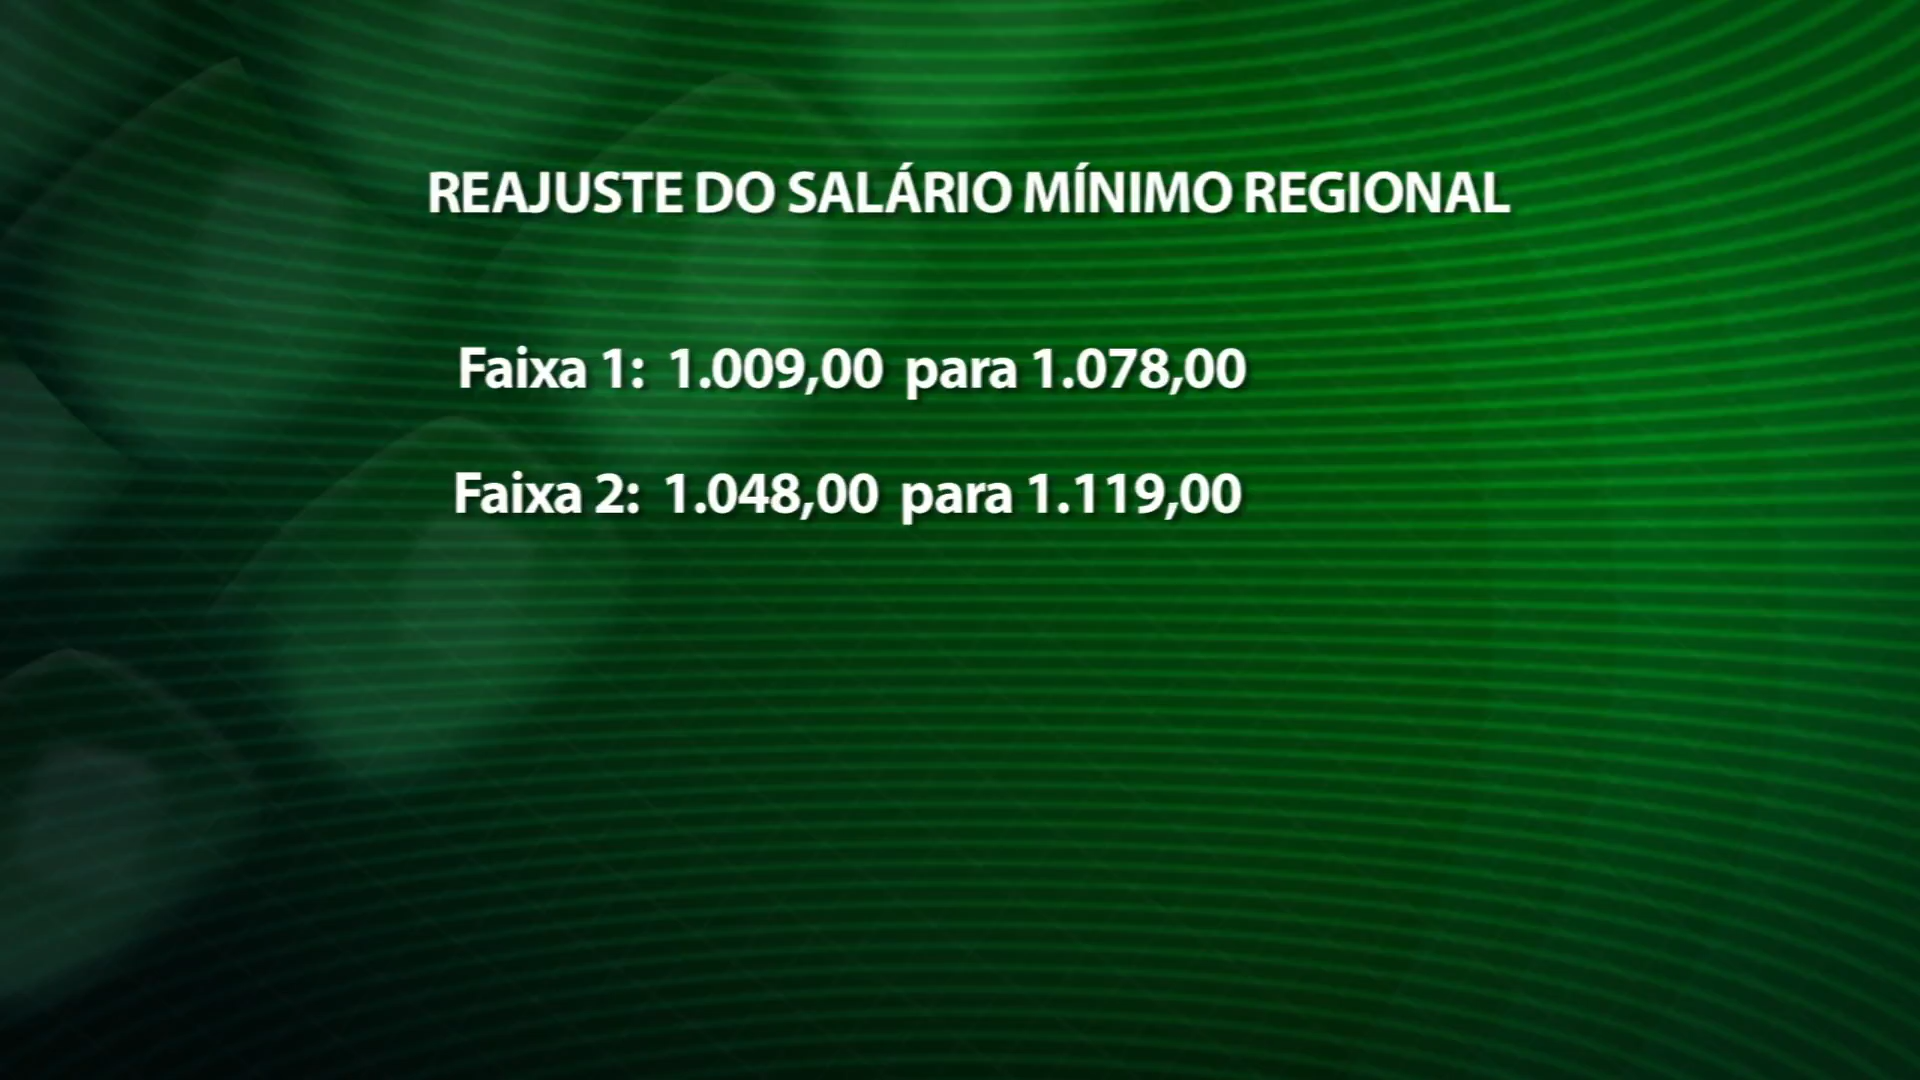 REAJUSTE DO SALÁRIO MÍNIMO REGIONAL
Faixa 1: 1.009,00 para 1.078,00
Faixa 2: 1.048,00 para 1.119,00